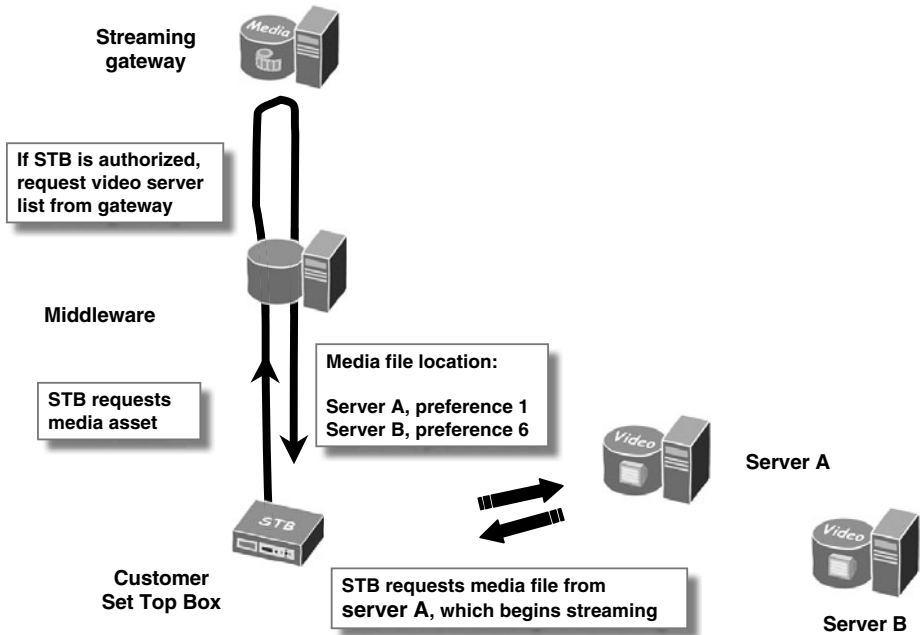 Streaming
gateway
Media
If STB is authorized,
request video server
list from gateway
Middleware
STB requests
media asset
Media file location:
Server A, preference 1
Server B, preference 6
Video
Server A
STB
Customer
Set Top Box
STB requests media file from
server A, which begins streaming
Video
Server B